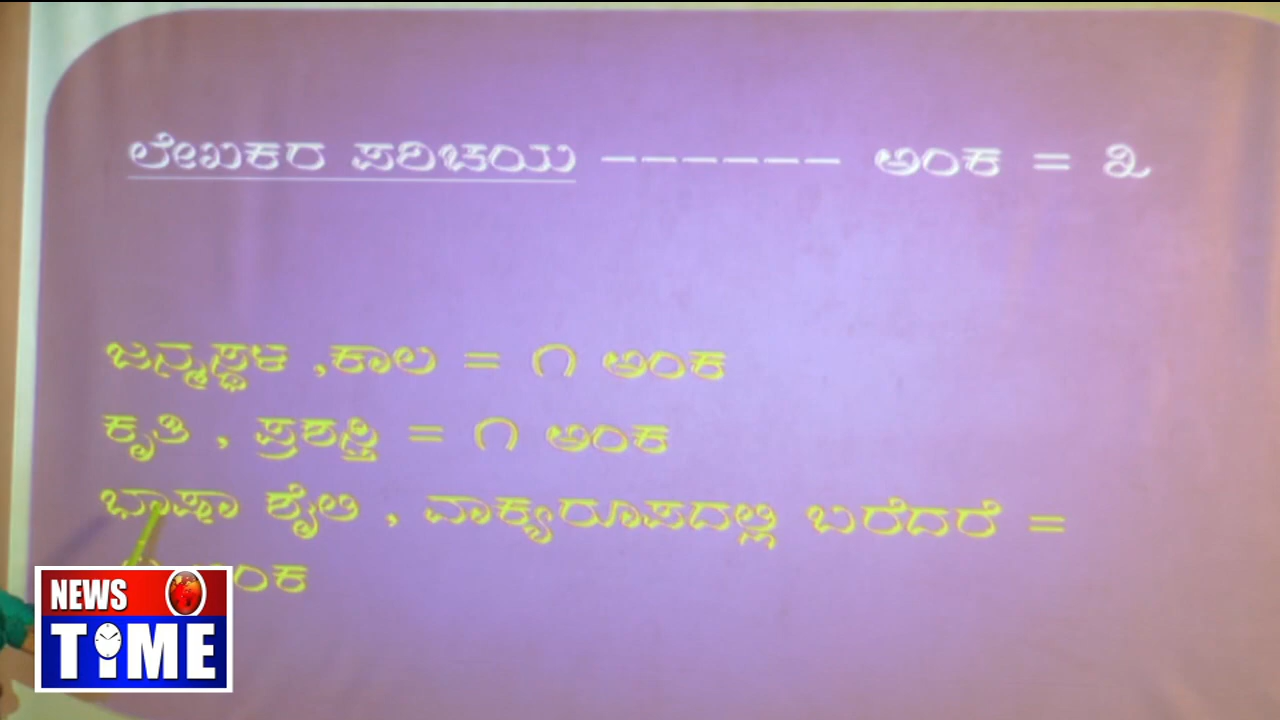 ಲೇಖಕರ ಪರಿಚಯ ------ ಅಂಕ = ೩
ಜನ್ಮಸ್ಥಳ ,ಕಾಲ = ೧ ಅಂಕ
ಕೃತಿ , ಪ್ರಶಸ್ತಿ = ೧ ಅಂಕ
ಭಾಷಾ ಶೈಲಿ , ವಾಕ್ಯರೂಪದಲ್ಲಿ ಬರೆದರೆ =
NEWS
TIME